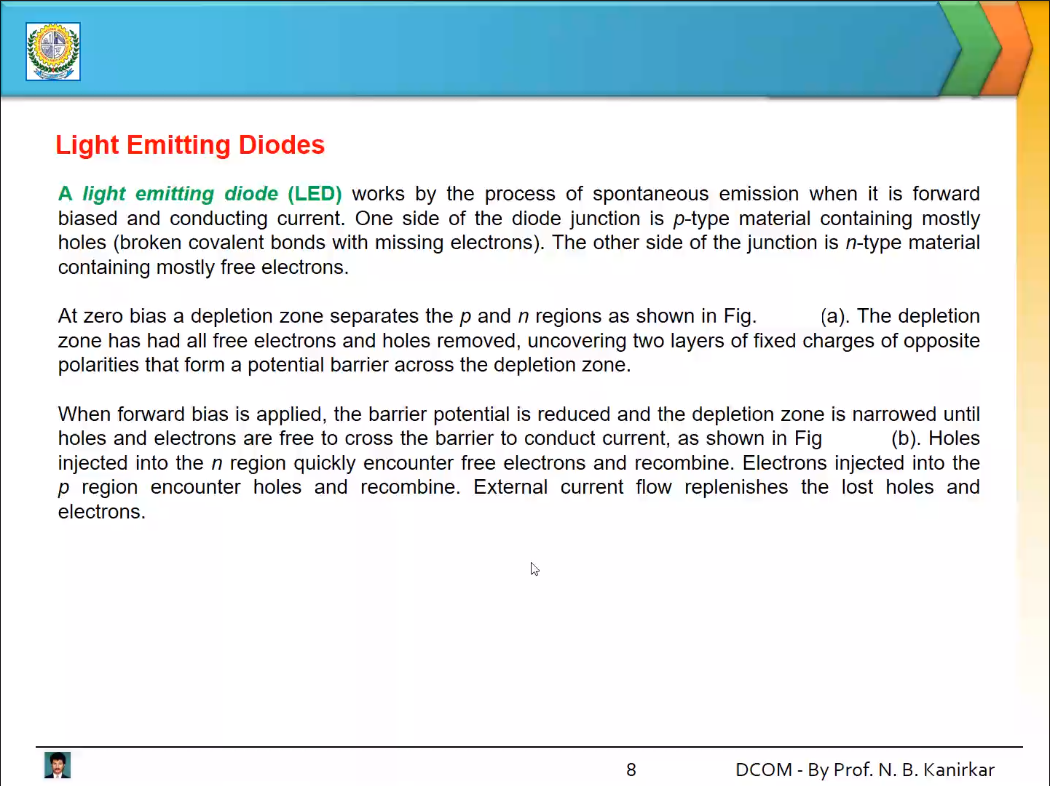 Light Emitting Diodes
A light emitting diode (LED) works by the process of spontaneous emission when it is forward
biased and conducting current. One side of the diode junction is p-type material containing mostly
holes (broken covalent bonds with missing electrons). The other side of the junction is n-type material
containing mostly free electrons.
At zero bias a depletion zone separates the p and n regions as shown in Fig. (a). The depletion
zone has had all free electrons and holes removed, uncovering two layers of fixed charges of opposite
polarities that form a potential barrier across the depletion zone.
When forward bias is applied, the barrier potential is reduced and the depletion zone is narrowed until
holes and electrons are free to cross the barrier to conduct current, as shown in Fig (b). Holes
injected into the n region quickly encounter free electrons and recombine. Electrons injected into the
p region encounter holes and recombine. External current flow replenishes the lost holes and
electrons.
8 DCOM - By Prof. N. B. Kanirkar